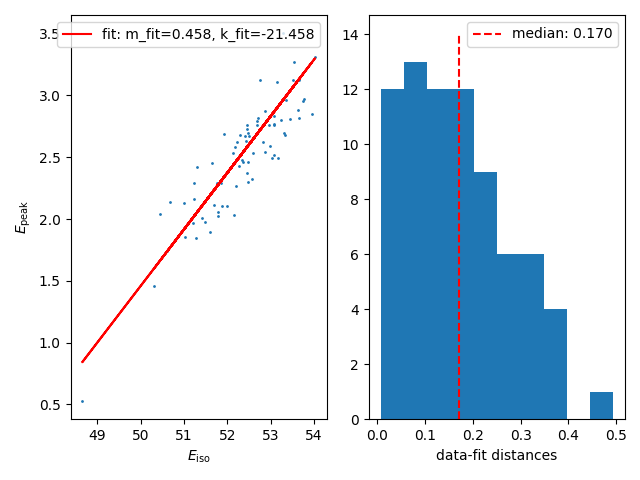 fit: m_fit=0.458, k_fit=-21.458
3.5
3.0
2.5
2.0
1.5
1.0
0.5
E_peak
49 50 51 52 53 54
E_iso
median: 0.170
14
12
10
8
6
4
2
0
0.0 0.1 0.2 0.3 0.4 0.5
data-fit distances